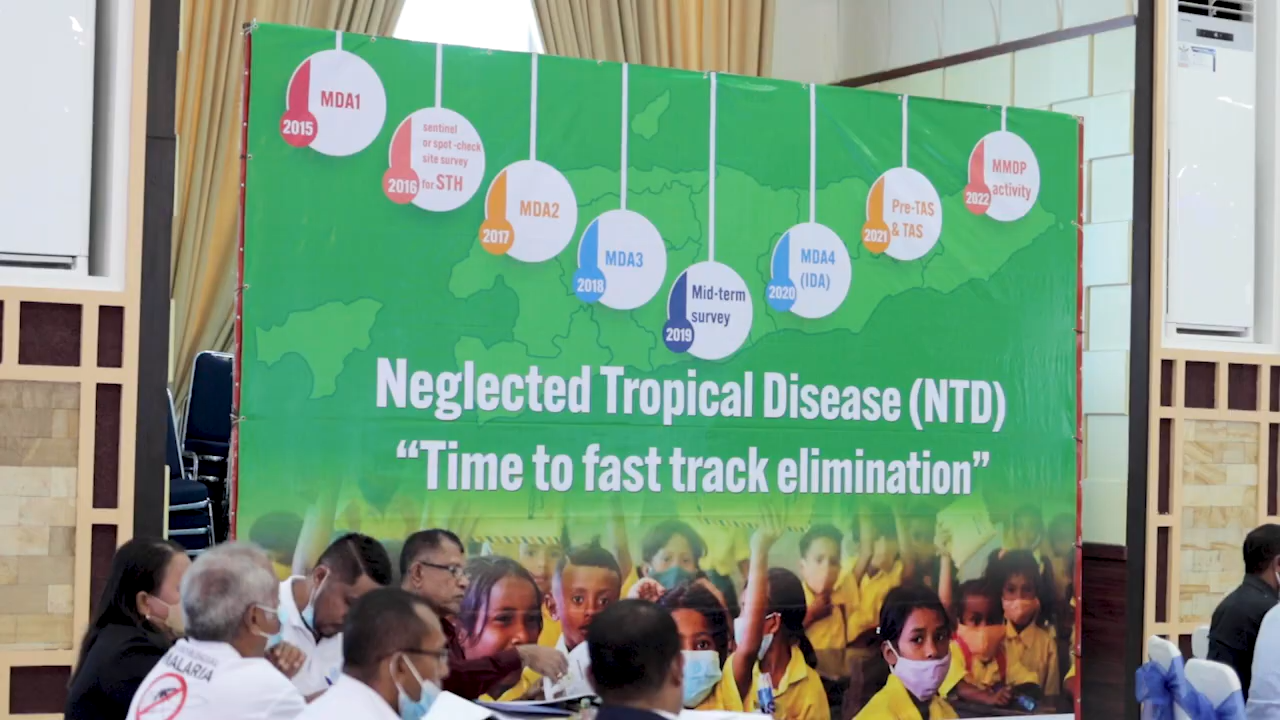 MDA1
2015
sentinel
or spot-check
site survey
for STH
2016
MDA2
2017
MDA3
2018
Mid-term
survey
2019
MDA4
(IDA)
2020
Pre-TAS
& TAS
2021
MMDP
activity
2022
Neglected Tropical Disease (NTD)
“Time to fast track elimination”
MALARIA